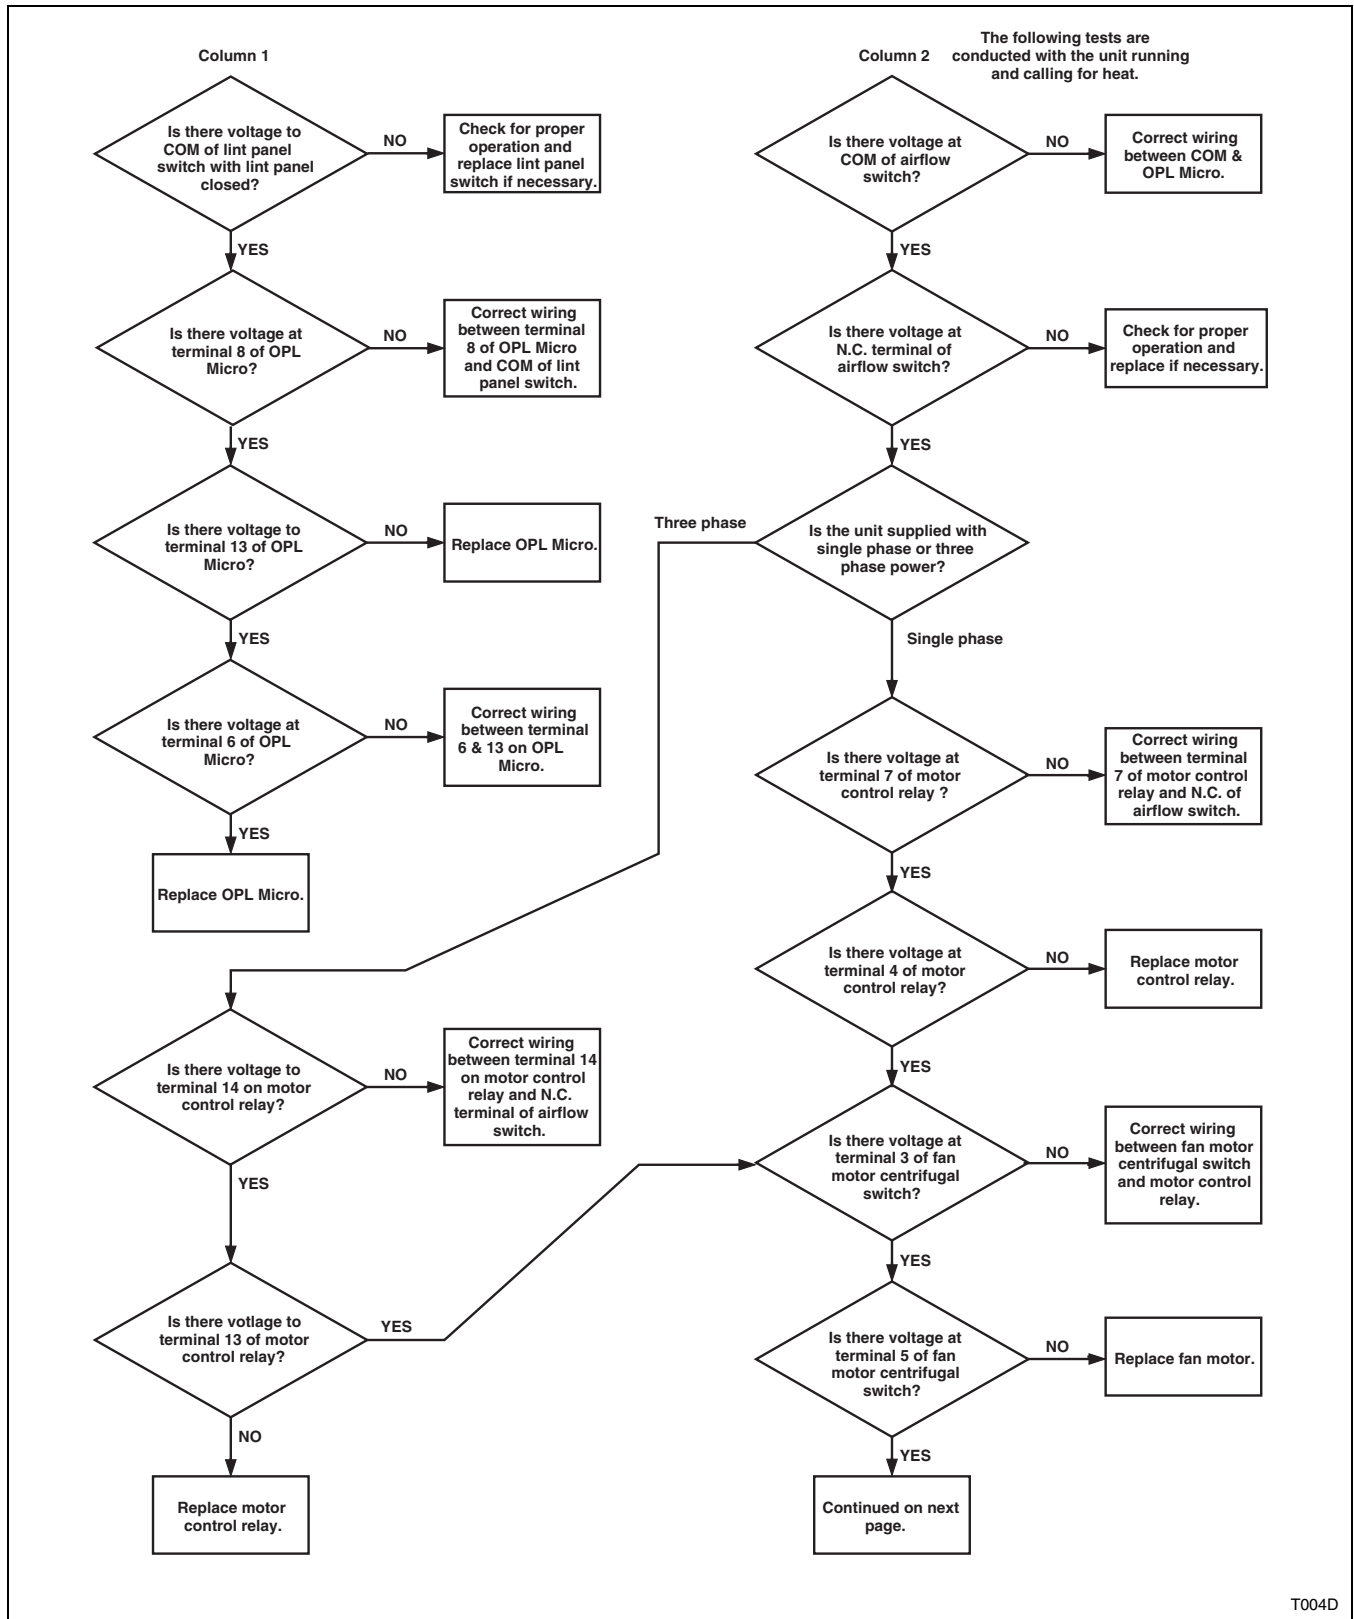 Column 1
Is there voltage to
COM of lint panel
switch with lint panel
closed?
NO
Check for proper
operation and
replace lint panel
switch if necessary.
YES
Is there voltage at
terminal 8 of OPL
Micro?
NO
Correct wiring
between terminal
8 of OPL Micro
and COM of lint
panel switch.
YES
Is there voltage to
terminal 13 of OPL
Micro?
NO
Replace OPL Micro.
YES
Is there voltage at
terminal 6 of OPL
Micro?
NO
Correct wiring
between terminal
6 & 13 on OPL
Micro.
YES
Replace OPL Micro.
Column 2
The following tests are
conducted with the unit running
and calling for heat.
Is there voltage at
COM of airflow
switch?
NO
Correct wiring
between COM &
OPL Micro.
YES
Is there voltage at
N.C. terminal of
airflow switch?
NO
Check for proper
operation and
replace if necessary.
YES
Is the unit supplied with
single phase or three
phase power?
Three phase
Single phase
Is there voltage to
terminal 14 on motor
control relay?
NO
Correct wiring
between terminal 14
on motor control
relay and N.C.
terminal of airflow
switch.
YES
Is there votlage to
terminal 13 of motor
control relay?
YES
NO
Replace motor
control relay.
Is there voltage at
terminal 7 of motor
control relay ?
NO
Correct wiring
between terminal
7 of motor control
relay and N.C. of
airflow switch.
YES
Is there voltage at
terminal 4 of motor
control relay?
NO
Replace motor
control relay.
YES
Is there voltage at
terminal 3 of fan
motor centrifugal
switch?
NO
Correct wiring
between fan motor
centrifugal switch
and motor control
relay.
YES
Is there voltage at
terminal 5 of fan
motor centrifugal
switch?
NO
Replace fan motor.
YES
Continued on next
page.
T004D